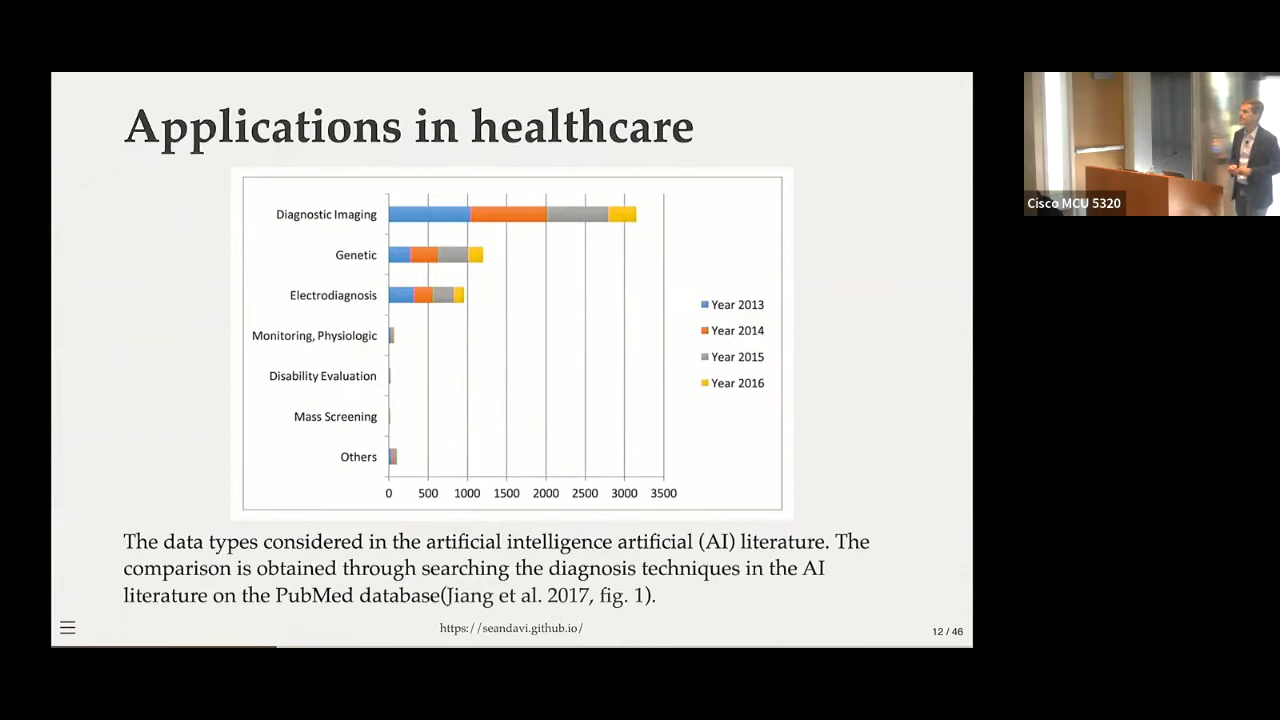 Applications in healthcare
Diagnostic Imaging
Genetic
Electrodiagnosis
Monitoring, Physiologic
Disability Evaluation
Mass Screening
Others
0 500 1000 1500 2000 2500 3000 3500
Year 2013
Year 2014
Year 2015
Year 2016
The data types considered in the artificial intelligence artificial (AI) literature. The
comparison is obtained through searching the diagnosis techniques in the AI
literature on the PubMed database(Jiang et al. 2017, fig. 1).
https://seandavi.github.io/
12 / 46
Cisco MCU 5320